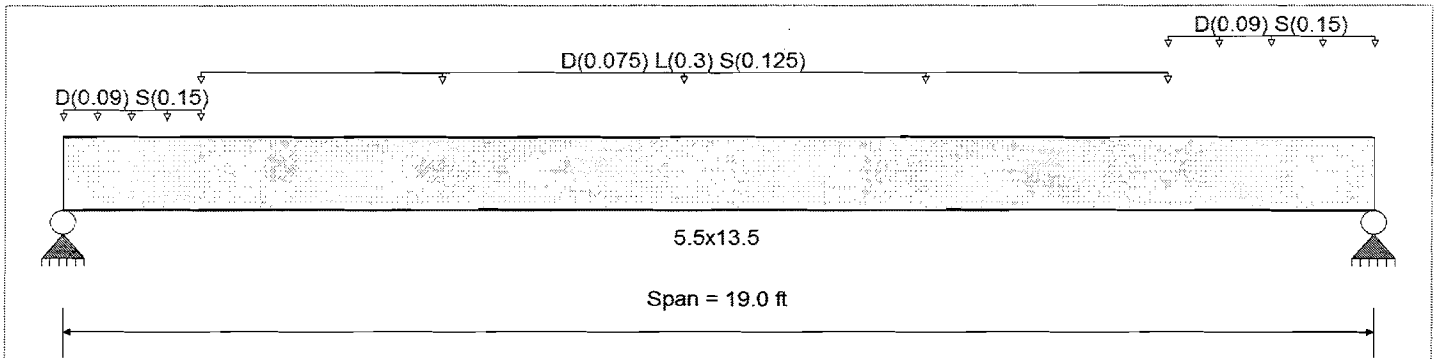 D(0.09) S(0.15)
D(0.075) L(0.3) S(0.125)
D(0.09) S(0.15)
5.5x13.5
Span = 19.0 ft